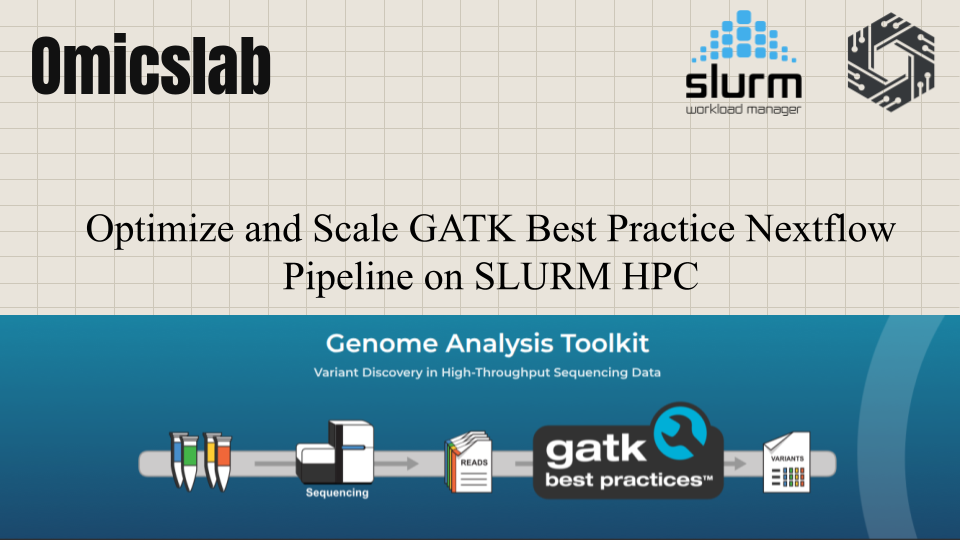 Omicslab
slurm
workload manager
Optimize and Scale GATK Best Practice Nextflow
Pipeline on SLURM HPC
Genome Analysis Toolkit
Variant Discovery in High-Throughput Sequencing Data
Sequencing
READS
gatk
best practices™
VARIANTS